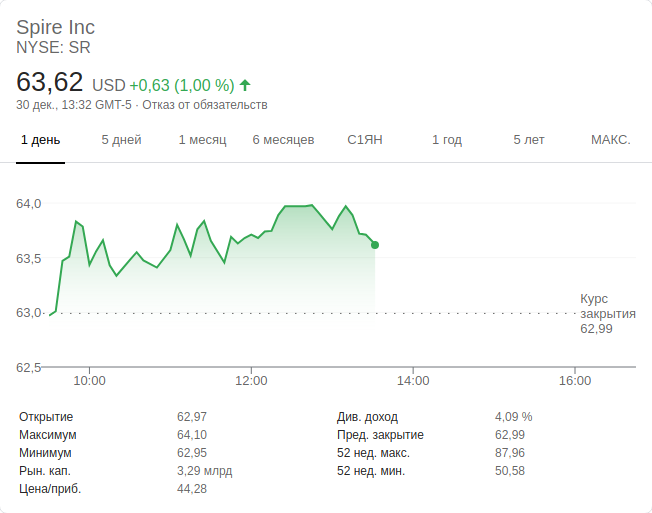 Spire Inc
NYSE: SR
63,62 USD +0,63 (1,00 %)
30 дек., 13:32 GMT-5 · Отказ от обязательств
1 день 5 дней 1 месяц 6 месяцев С1ЯН 1 год 5 лет МАКС.
64,0
63,5
63,0
62,5
Курс
закрытия
62,99
10:00 12:00 14:00 16:00
Открытие 62,97 Див. доход 4,09 %
Максимум 64,10 Пред. закрытие 62,99
Минимум 62,95 52 нед. макс. 87,96
Рын. кап. 3,29 млрд 52 нед. мин. 50,58
Цена/приб. 44,28